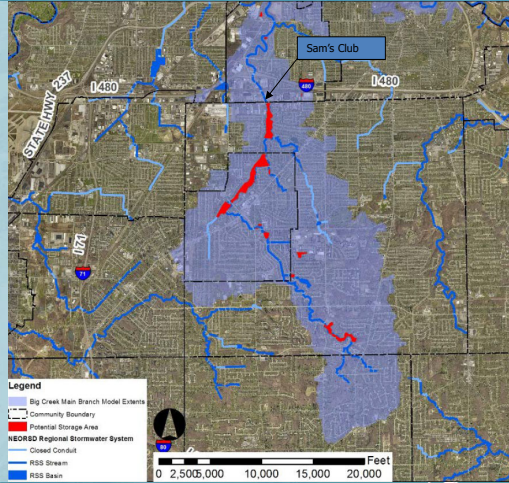 Sam's Club
STATE HWY 237
I 480
480
I 480
I 71
71
Legend
Big Creek Main Branch Model Extents
Community Boundary
Potential Storage Area
NEORSD Regional Stormwater System
Closed Conduit
RSS Stream
RSS Basin
80
Feet
0 2,500 5,000 10,000 15,000 20,000